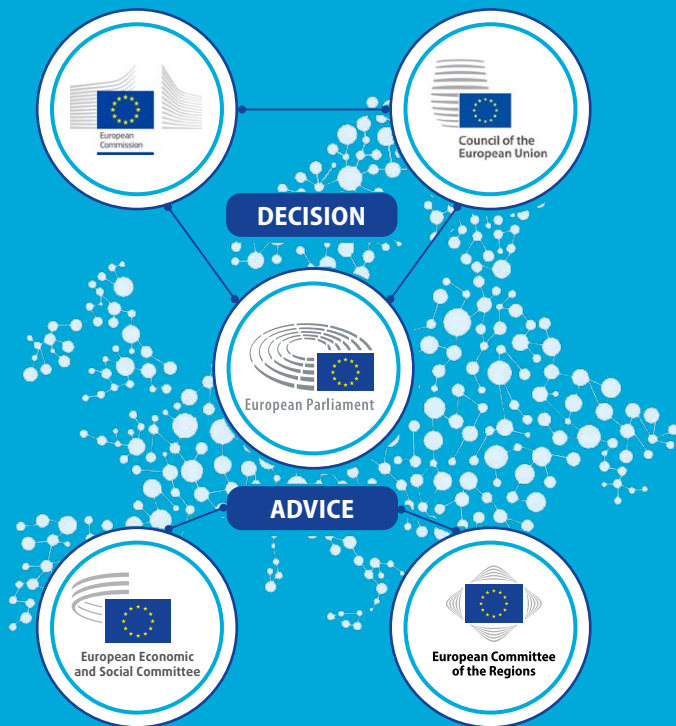 European
Commission
Council of the
European Union
DECISION
European Parliament
ADVICE
European Economic
and Social Committee
European Committee
of the Regions